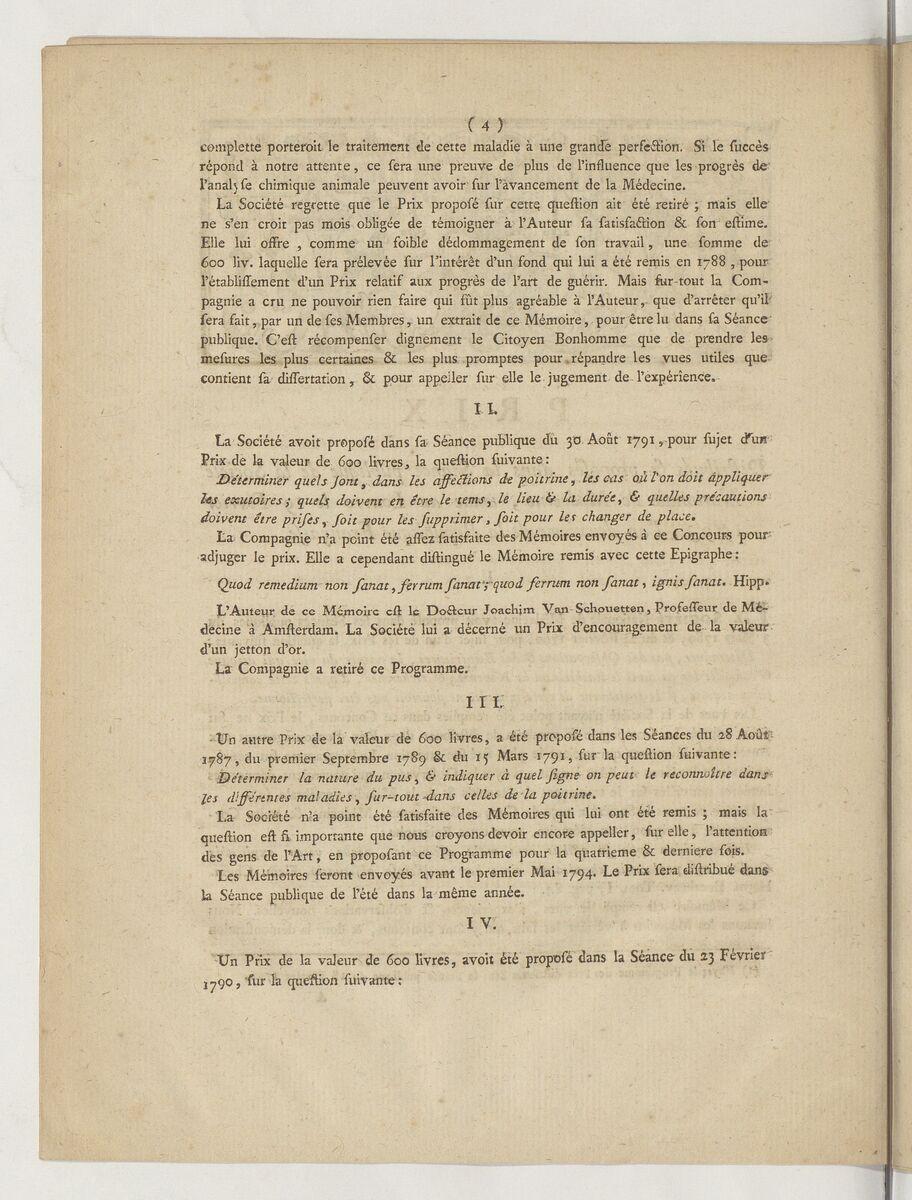 ( 4 )
complette porteroit le traitement de cette maladie à une grande perfeƈtion. Si le ſuccès
répond à notre attente, ce ſera une preuve de plus de l'influence que les progrès de
l'analyſe chimique animale peuvent avoir ſur l'avancement de la Médecine.
La Société regrette que le Prix propoſé ſur cette queſtion ait été retiré ; mais elle
ne s'en croit pas mois obligée de témoigner à l'Auteur ſa ſatisfaƈtion & ſon eſtime.
Elle lui offre , comme un foible dédommagement de ſon travail, une ſomme de
600 liv. laquelle ſera prélevée ſur l'intérêt d'un fond qui lui a été remis en 1788 , pour
l'établiſſement d'un Prix relatif aux progrès de l'art de guérir. Mais ſur-tout la Com-
pagnie a cru ne pouvoir rien faire qui fût plus agréable à l'Auteur, que d'arrêter qu'il
ſera fait, par un de ſes Membres, un extrait de ce Mémoire, pour être lu dans ſa Séance
publique. C'eſt récompenſer dignement le Citoyen Bonhomme que de prendre les
meſures les plus certaines & les plus promptes pour répandre les vues utiles que
contient ſa diſſertation, & pour appeller ſur elle le jugement de l'expérience.
I I.
La Société avoit propoſé dans ſa Séance publique du 30 Août 1791, pour ſujet d'un
Prix de la valeur de 600 livres, la queſtion ſuivante :
Déterminer quels ſont, dans les affeƈtions de poitrine, les cas où l'on doit appliquer
les exutoires ; quels doivent en être le tems, le lieu & la durée, & quelles précautions
doivent être priſes, ſoit pour les ſupprimer, ſoit pour les changer de place.
La Compagnie n'a point été aſſez ſatisfaite des Mémoires envoyés à ce Concours pour
adjuger le prix. Elle a cependant diſtingué le Mémoire remis avec cette Epigraphe :
Quod remedium non ſanat, ferrum ſanat ; quod ferrum non ſanat, ignis ſanat. Hipp.
L'Auteur de ce Mémoire eſt le Doƈteur Joachim Van-Schouetten, Profeſſeur de Mé-
decine à Amſterdam. La Société lui a décerné un Prix d'encouragement de la valeur
d'un jetton d'or.
La Compagnie a retiré ce Programme.
I I I.
Un autre Prix de la valeur de 600 livres, a été propoſé dans les Séances du 28 Août
1787, du premier Septembre 1789 & du 15 Mars 1791, ſur la queſtion ſuivante :
Déterminer la nature du pus, & indiquer à quel ſigne on peut le reconnoître dans
les différentes maladies, ſur-tout dans celles de la poitrine.
La Société n'a point été ſatisfaite des Mémoires qui lui ont été remis ; mais la
queſtion eſt ſi importante que nous croyons devoir encore appeller, ſur elle, l'attention
des gens de l'Art, en propoſant ce Programme pour la quatrieme & derniere fois.
Les Mémoires ſeront envoyés avant le premier Mai 1794. Le Prix ſera diſtribué dans
la Séance publique de l'été dans la même année.
I V.
Un Prix de la valeur de 600 livres, avoit été propoſé dans la Séance du 23 Février
1790, ſur la queſtion ſuivante :